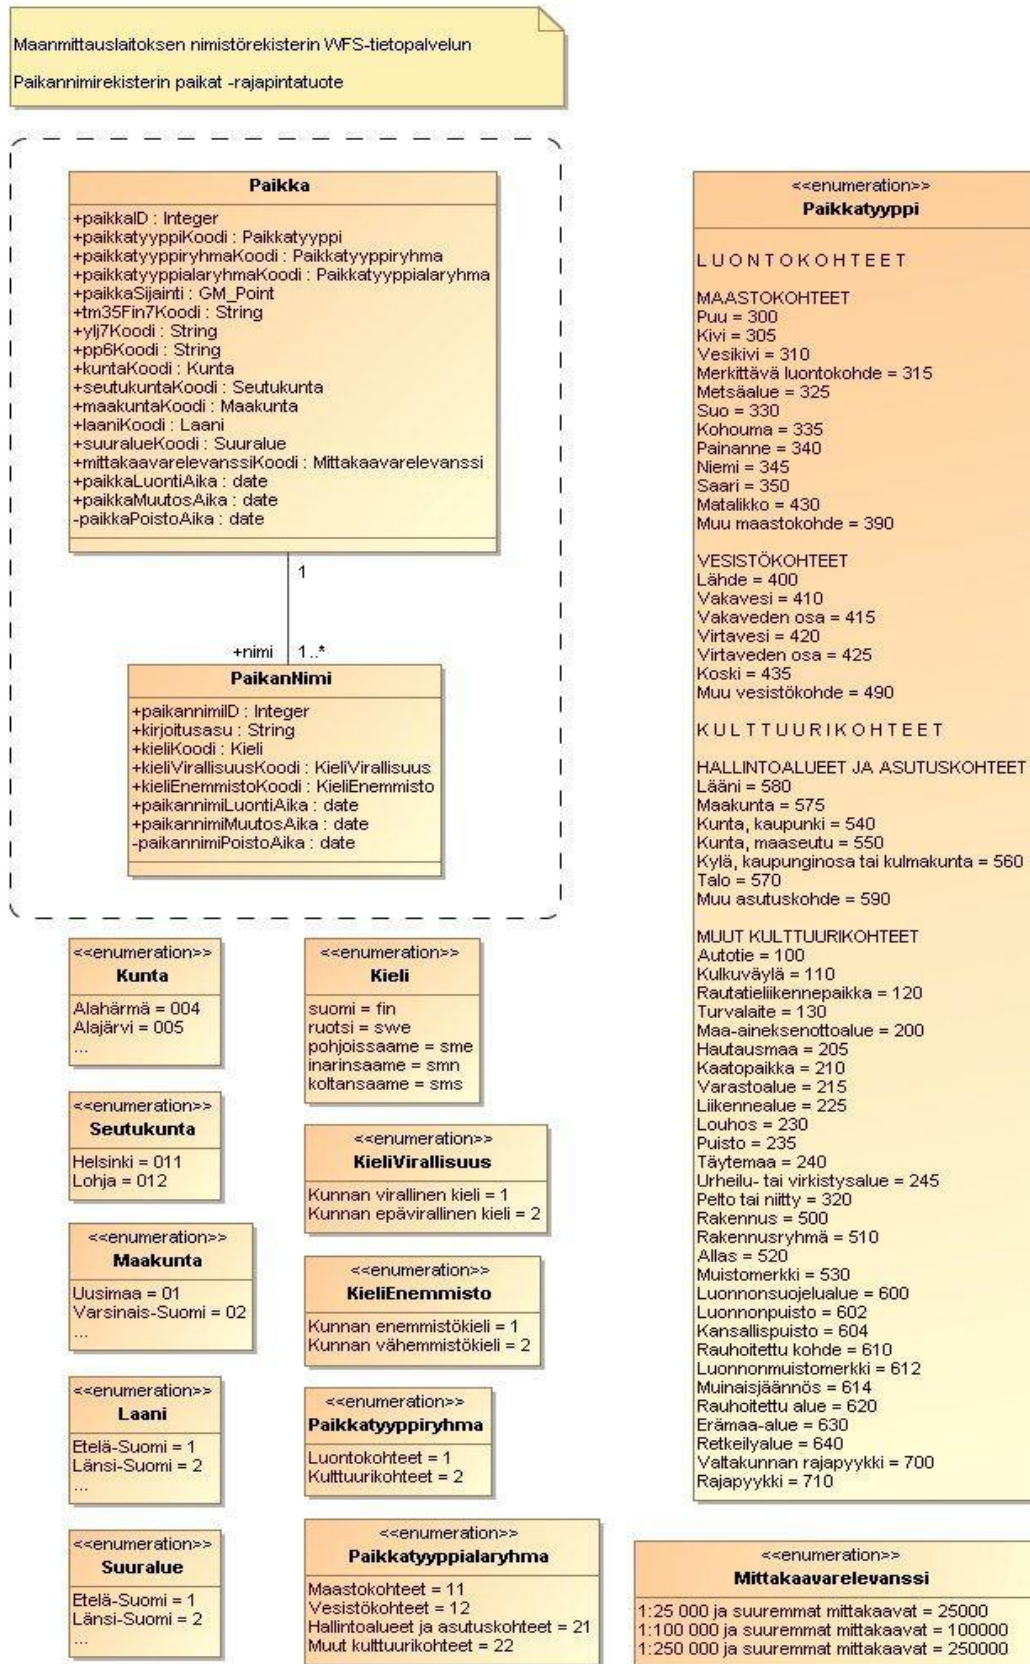 Maanmittauslaitoksen nimistörekisterin WFS-tietopalvelun
Paikannimirekisterin paikat -rajapintatuote
Paikka
+paikkaID : Integer
+paikkatyyppiKoodi : Paikkatyyppi
+paikkatyyppiryhmaKoodi : Paikkatyyppiryhma
+paikkatyyppialaryhmaKoodi : Paikkatyyppialaryhma
+paikkaSijainti : GM_Point
+tm35Fin7Koodi : String
+ylj7Koodi : String
+pp6Koodi : String
+kuntaKoodi : Kunta
+seutukuntaKoodi : Seutukunta
+maakuntaKoodi : Maakunta
+laaniKoodi : Laani
+suuralueKoodi : Suuralue
+mittakaavarelevanssiKoodi : Mittakaavarelevanssi
+paikkaLuontiAika : date
+paikkaMuutosAika : date
-paikkaPoistoAika : date
1
+nimi 1..*
PaikanNimi
+paikannimiID : Integer
+kirjoitusasu : String
+kieliKoodi : Kieli
+kieliVirallisuusKoodi : KieliVirallisuus
+kieliEnemmistoKoodi : KieliEnemmisto
+paikannimiLuontiAika : date
+paikannimiMuutosAika : date
-paikannimiPoistoAika : date
<<enumeration>>
Kunta
Alahärmä = 004
Alajärvi = 005
...
<<enumeration>>
Seutukunta
Helsinki = 011
Lohja = 012
<<enumeration>>
Maakunta
Uusimaa = 01
Varsinais-Suomi = 02
...
<<enumeration>>
Laani
Etelä-Suomi = 1
Länsi-Suomi = 2
...
<<enumeration>>
Suuralue
Etelä-Suomi = 1
Länsi-Suomi = 2
...
<<enumeration>>
Kieli
suomi = fin
ruotsi = swe
pohjoissaame = sme
inarinsaame = smn
koltansaame = sms
<<enumeration>>
KieliVirallisuus
Kunnan virallinen kieli = 1
Kunnan epävirallinen kieli = 2
<<enumeration>>
KieliEnemmisto
Kunnan enemmistökieli = 1
Kunnan vähemmistökieli = 2
<<enumeration>>
Paikkatyyppiryhma
Luontokohteet = 1
Kulttuurikohteet = 2
<<enumeration>>
Paikkatyyppialaryhma
Maastokohteet = 11
Vesistökohteet = 12
Hallintoalueet ja asutuskohteet = 21
Muut kulttuurikohteet = 22
<<enumeration>>
Paikkatyyppi
L U O N T O K O H T E E T
MAASTOKOHTEET
Puu = 300
Kivi = 305
Vesikivi = 310
Merkittävä luontokohde = 315
Metsäalue = 325
Suo = 330
Kohouma = 335
Painanne = 340
Niemi = 345
Saari = 350
Matalikko = 430
Muu maastokohde = 390
VESISTÖKOHTEET
Lähde = 400
Vakavesi = 410
Vakaveden osa = 415
Virtavesi = 420
Virtaveden osa = 425
Koski = 435
Muu vesistökohde = 490
K U L T T U U R I K O H T E E T
HALLINTOALUEET JA ASUTUSKOHTEET
Lääni = 580
Maakunta = 575
Kunta, kaupunki = 540
Kunta, maaseutu = 550
Kylä, kaupunginosa tai kulmakunta = 560
Talo = 570
Muu asutuskohde = 590
MUUT KULTTUURIKOHTEET
Autotie = 100
Kulkuväylä = 110
Rautatieliikennepaikka = 120
Turvalaite = 130
Maa-aineksenottoalue = 200
Hautausmaa = 205
Kaatopaikka = 210
Varastoalue = 215
Liikennealue = 225
Louhos = 230
Puisto = 235
Täytemaa = 240
Urheilu- tai virkistysalue = 245
Pelto tai niitty = 320
Rakennus = 500
Rakennusryhmä = 510
Allas = 520
Muistomerkki = 530
Luonnonsuojelualue = 600
Luonnonpuisto = 602
Kansallispuisto = 604
Rauhoitettu kohde = 610
Luonnonmuistomerkki = 612
Muinaisjäännös = 614
Rauhoitettu alue = 620
Erämaa-alue = 630
Retkeilyalue = 640
Valtakunnan rajapyykki = 700
Rajapyykki = 710
<<enumeration>>
Mittakaavarelevanssi
1:25 000 ja suuremmat mittakaavat = 25000
1:100 000 ja suuremmat mittakaavat = 100000
1:250 000 ja suuremmat mittakaavat = 250000